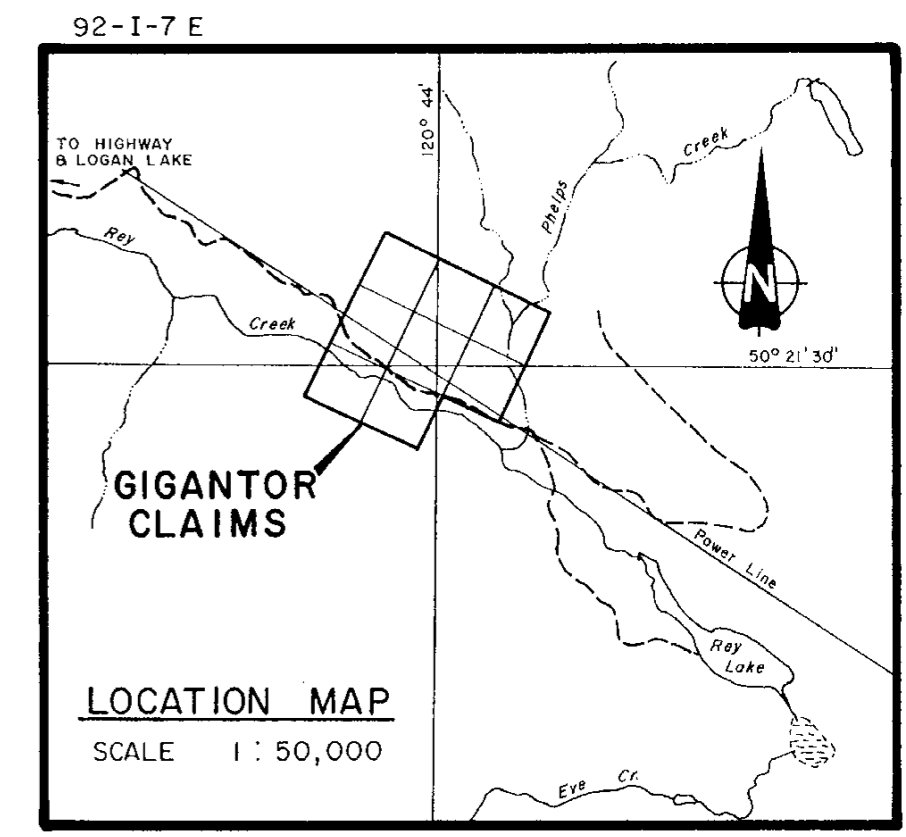 92-I-7 E
120° 44'
TO HIGHWAY
& LOGAN LAKE
Creek
Phelps
Rey
N
Creek
50° 21' 30"
GIGANTOR
CLAIMS
Power Line
Rey
Lake
LOCATION MAP
SCALE 1 : 50,000
Eve Cr.